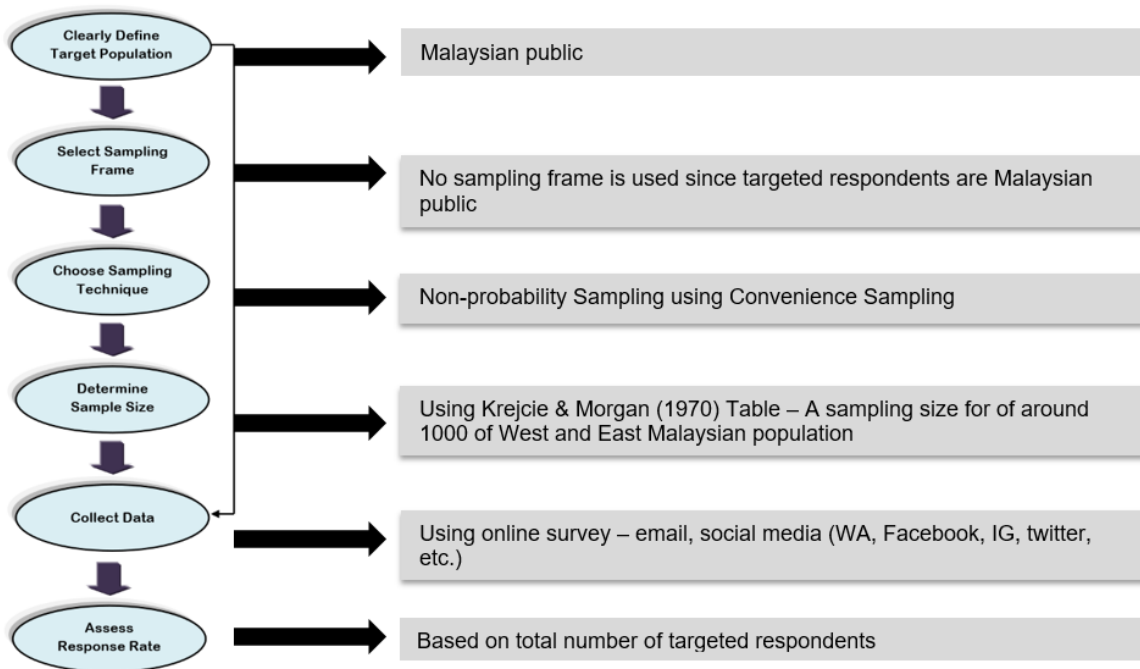 Clearly Define
Target Population
Malaysian public
Select Sampling
Frame
No sampling frame is used since targeted respondents are Malaysian
public
Choose Sampling
Technique
Non-probability Sampling using Convenience Sampling
Determine
Sample Size
Using Krejcie & Morgan (1970) Table – A sampling size for of around
1000 of West and East Malaysian population
Collect Data
Using online survey – email, social media (WA, Facebook, IG, twitter,
etc.)
Assess
Response Rate
Based on total number of targeted respondents